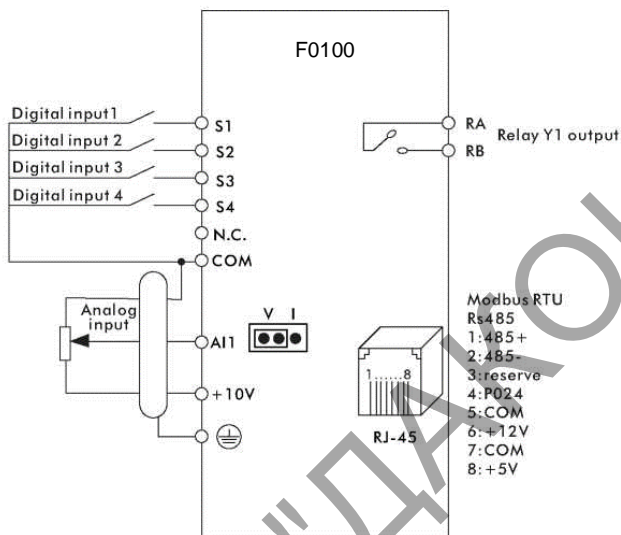 F0100
Digital input1
Digital input 2
Digital input 3
Digital input 4
S1
S2
S3
S4
N.C.
COM
Analog
input
AI1
+10V
V I
RA
RB
Relay Y1 output
1.....8
RJ-45
Modbus RTU
Rs485
1:485+
2:485-
3:reserve
4:P024
5:COM
6:+12V
7:COM
8:+5V
"ДАКО